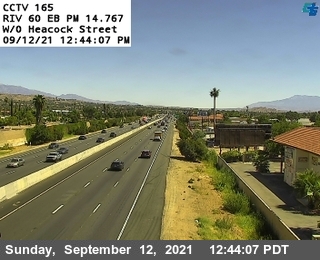 CCTV 165
RIV 60 EB PM 14.767
W/O Heacock Street
09/12/21 12:44:07 PM
Sunday, September 12, 2021 12:44:07 PDT